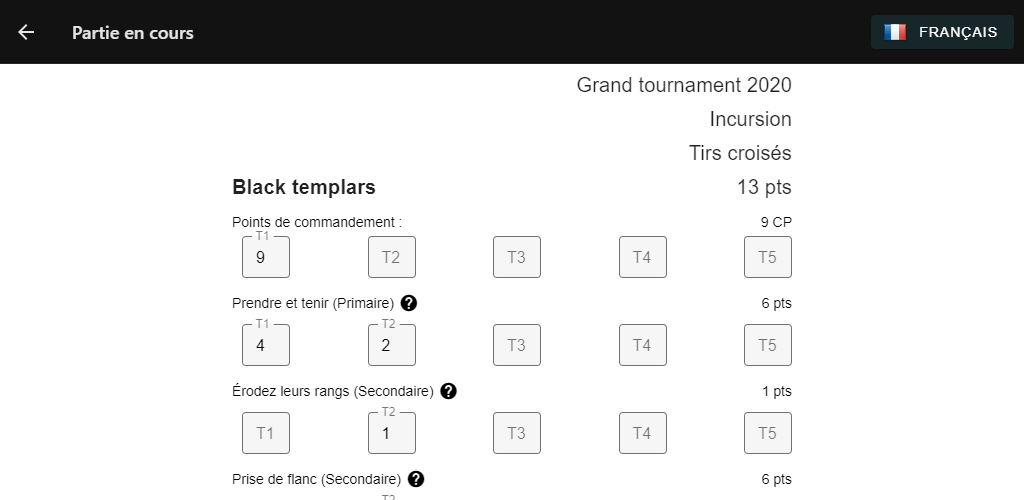 Partie en cours FRANÇAIS
Grand tournament 2020
Incursion
Tirs croisés
Black templars 13 pts
Points de commandement : 9 CP
T1
9 T2 T3 T4 T5
Prendre et tenir (Primaire) ? 6 pts
T1 T2
4 2 T3 T4 T5
Érodez leurs rangs (Secondaire) ? 1 pts
T2
T1 1 T3 T4 T5
Prise de flanc (Secondaire) ? 6 pts
T2